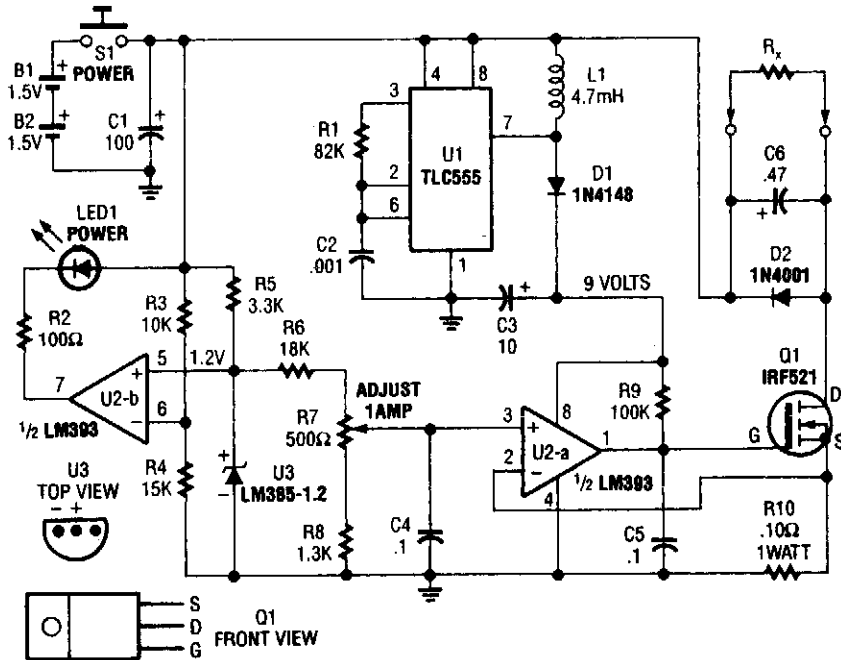 S1
POWER
B1
1.5V
B2
1.5V
C1
100
+
+
+
3
4
8
7
2
6
1
R1
82K
U1
TLC555
L1
4.7mH
D1
1N4148
C2
.001
C3
10
+
9 VOLTS
Rx
C6
.47
+
D2
1N4001
LED1
POWER
R2
100Ω
R3
10K
R5
3.3K
R6
18K
1.2V
7
5
+
U2-b
6
−
1/2 LM393
R4
15K
U3
TOP VIEW
− +
+
−
U3
LM385-1.2
R7
500Ω
ADJUST
1AMP
R8
1.3K
C4
.1
3
+
2
−
8
U2-a
1
4
1/2 LM393
R9
100K
C5
.1
Q1
IRF521
G
D
S
R10
.10Ω
1WATT
S
D
G
Q1
FRONT VIEW